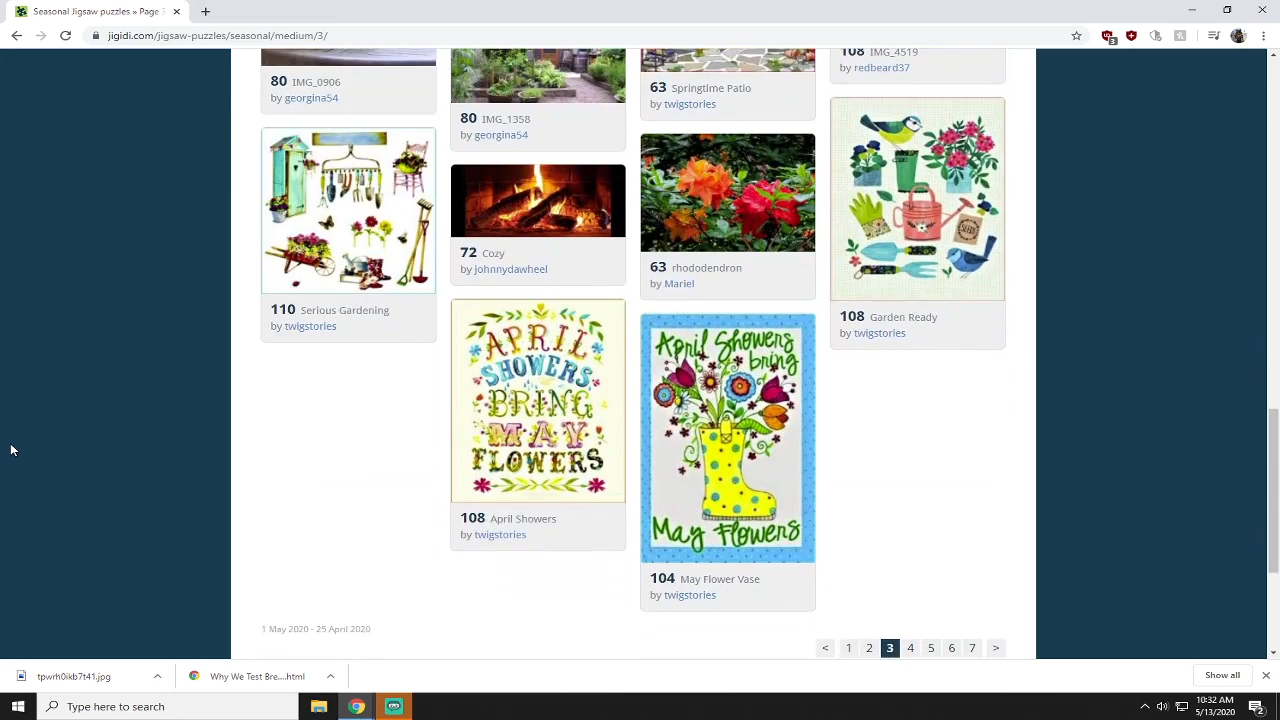 Seasonal Jigsaw puzzles » Page 3
jigidi.com/jigsaw-puzzles/seasonal/medium/3/
3
80 IMG_0906
by georgina54
80 IMG_1358
by georgina54
63 Springtime Patio
by twigstories
108 IMG_4519
by redbeard37
110 Serious Gardening
by twigstories
72 Cozy
by johnnydawheel
63 rhododendron
by Mariel
SEEDS
108 Garden Ready
by twigstories
APRIL
SHOWERS
BRING
MAY
FLOWERS
108 April Showers
by twigstories
April Showers
bring
May Flowers
104 May Flower Vase
by twigstories
1 May 2020 - 25 April 2020
< 1 2 3 4 5 6 7 >
tpwrh0ikb7t41.jpg
Why We Test Bre....html
Show all
Type here to search
10:32 AM
5/13/2020
2